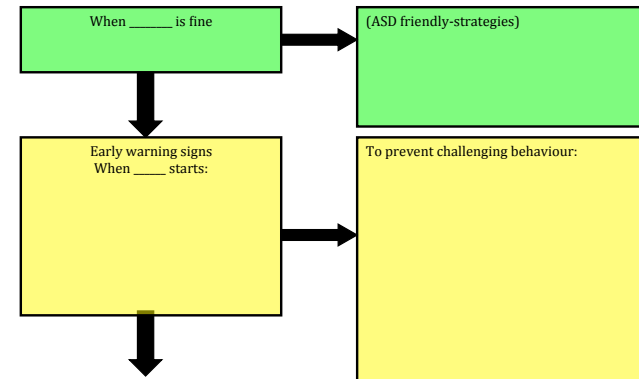 When _______ is fine
(ASD friendly-strategies)
Early warning signs
When _____ starts:
To prevent challenging behaviour: